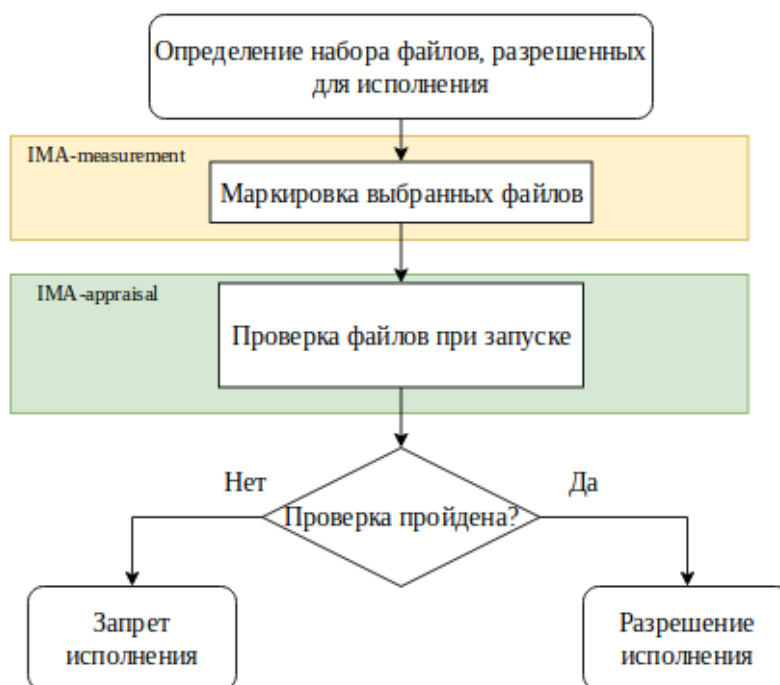 Определение набора файлов, разрешенных
для исполнения
IMA-measurement
Маркировка выбранных файлов
IMA-appraisal
Проверка файлов при запуске
Нет
Да
Проверка пройдена?
Запрет
исполнения
Разрешение
исполнения